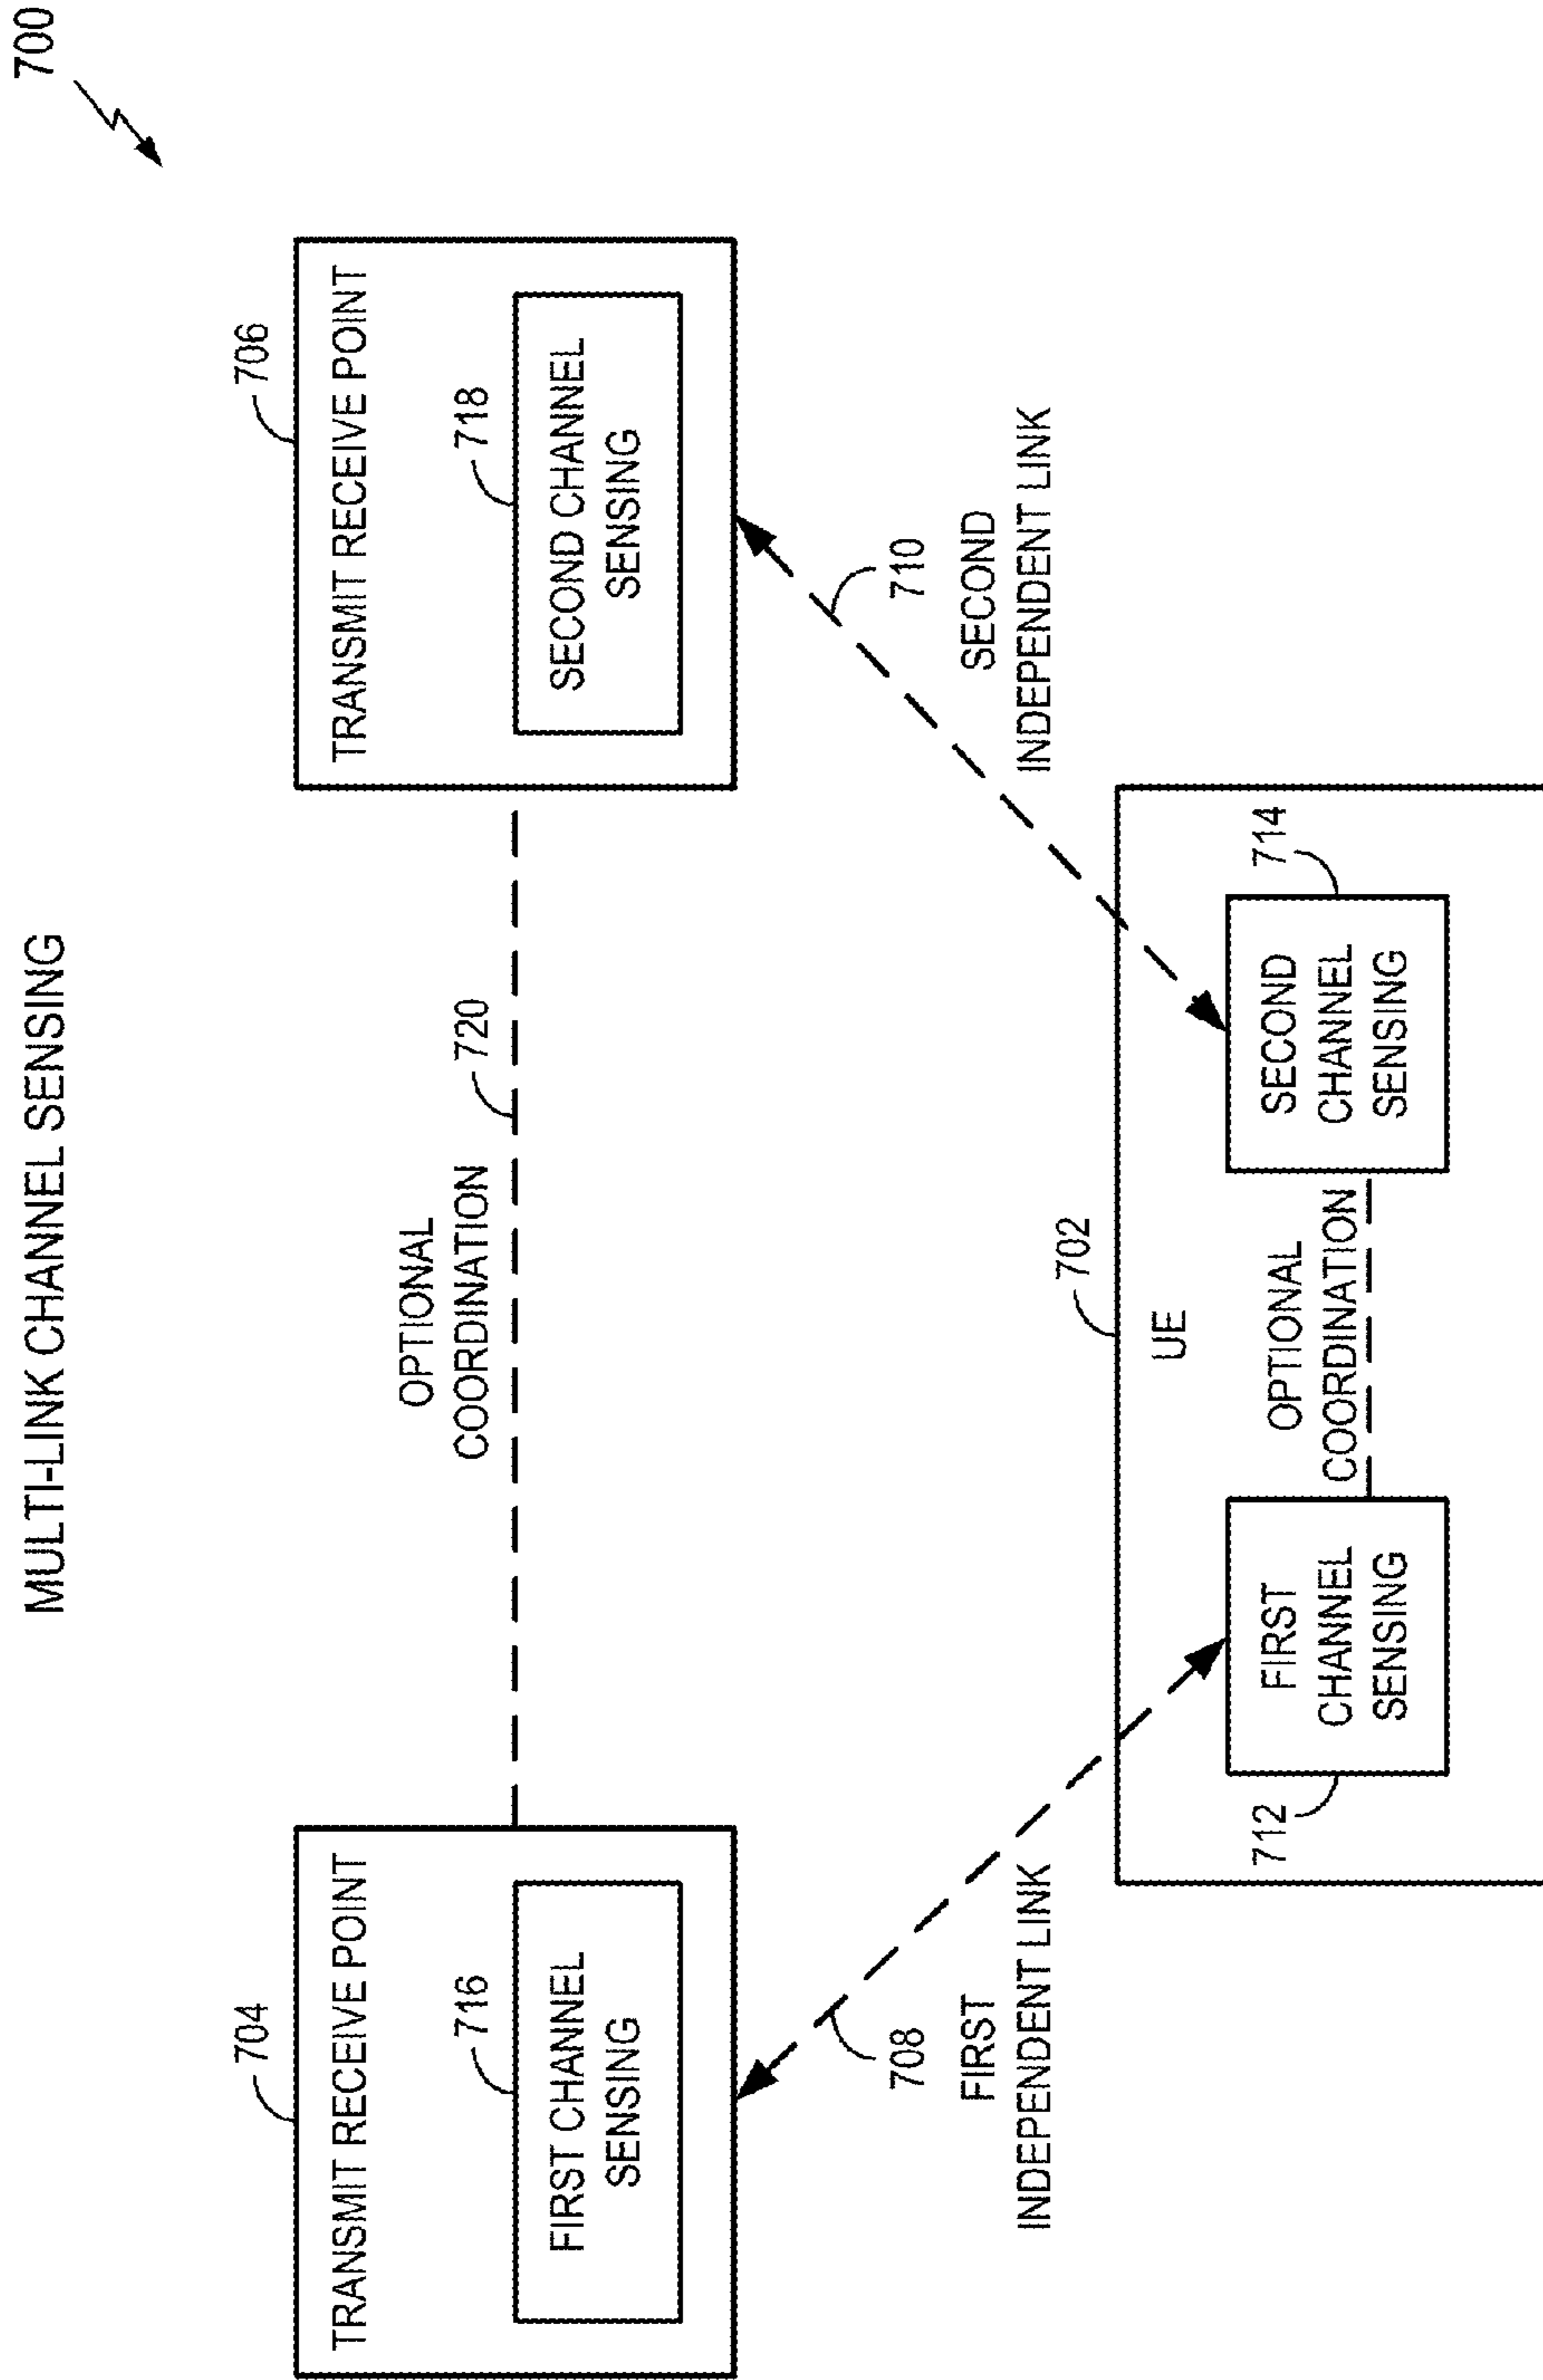 MULTI-LINK CHANNEL SENSING
700
704
706
TRANSMIT RECEIVE POINT
716
FIRST CHANNEL
SENSING
OPTIONAL
COORDINATION
720
TRANSMIT RECEIVE POINT
718
SECOND CHANNEL
SENSING
708
FIRST
INDEPENDENT LINK
710
SECOND
INDEPENDENT LINK
702
UE
712
FIRST
CHANNEL
SENSING
OPTIONAL
COORDINATION
714
SECOND
CHANNEL
SENSING